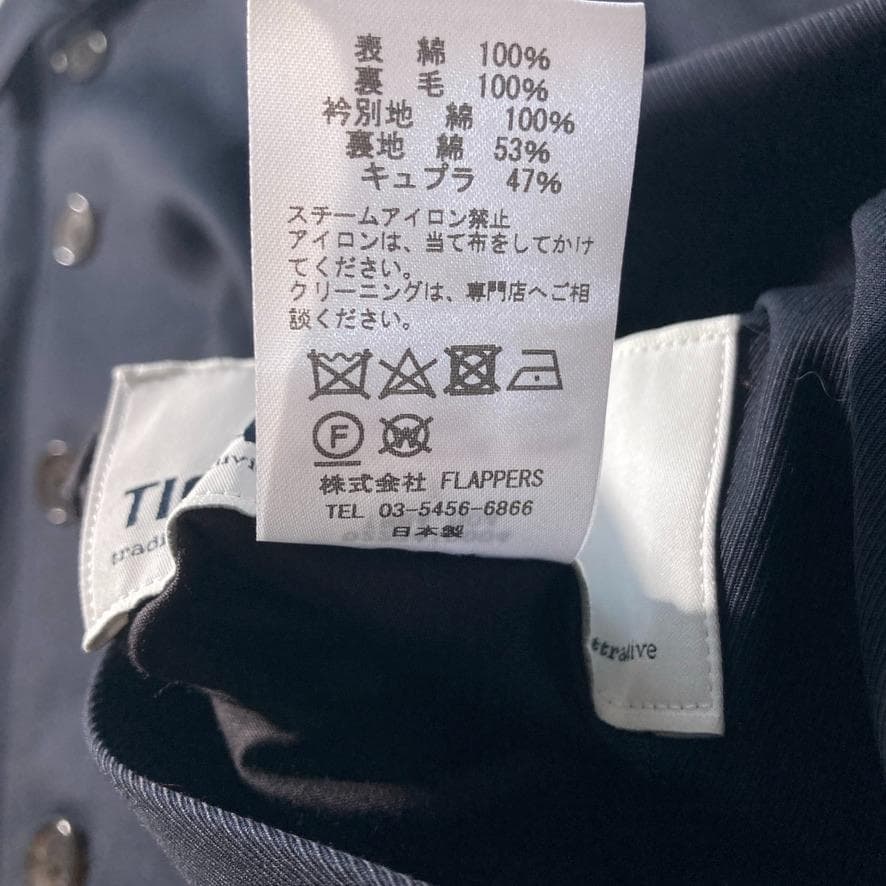 表 綿 100%
裏 毛 100%
衿別地 綿 100%
裏地 綿 53%
キュプラ 47%
スチームアイロン禁止
アイロンは、当て布をしてかけ
てください。
クリーニングは、専門店へご相
談ください。
F W
株式会社 FLAPPERS
TEL 03-5456-6866
日本製